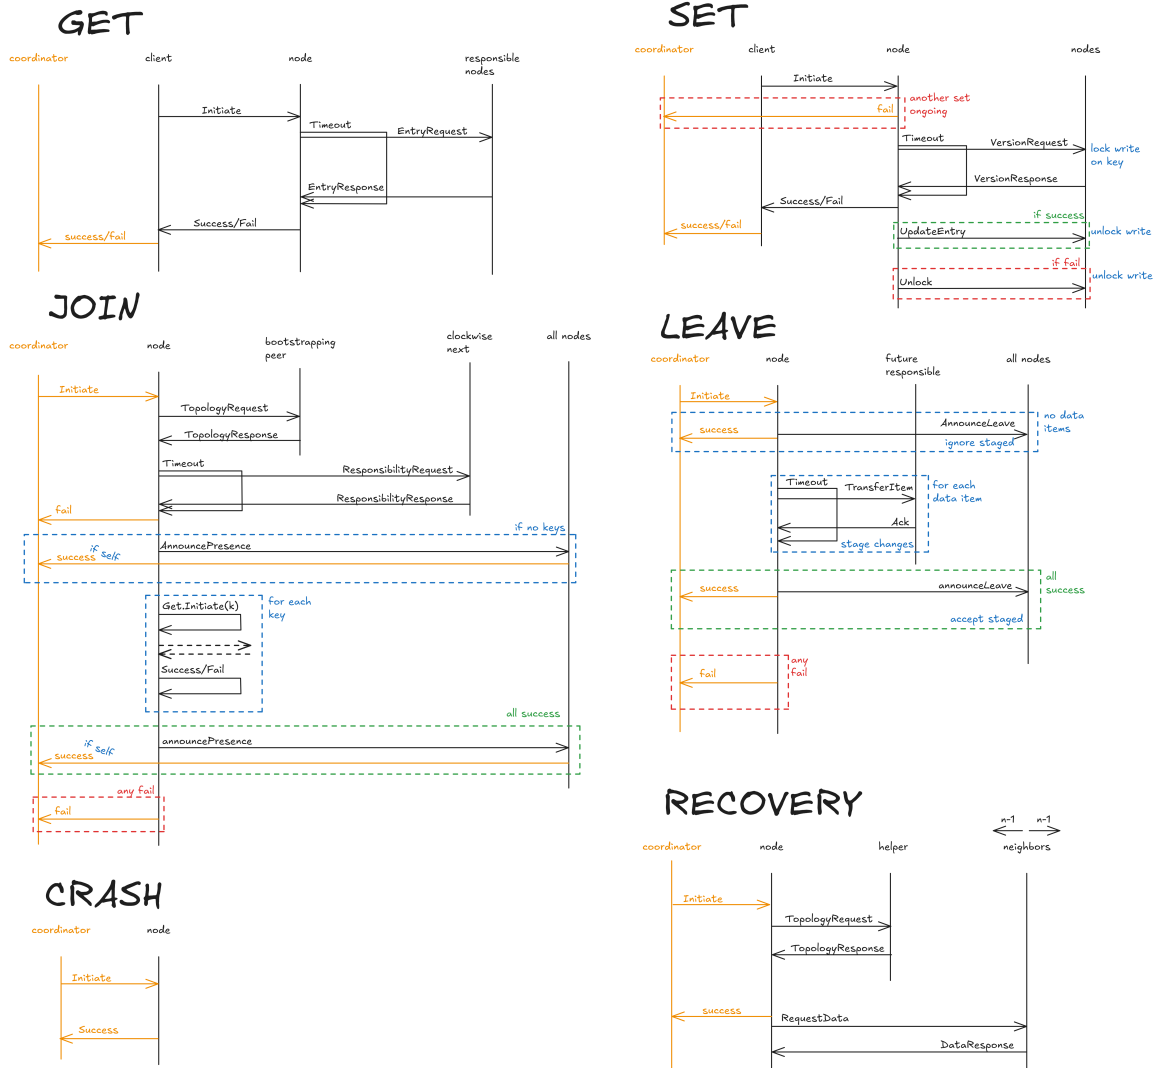 GET
coordinator
client
node
responsible
nodes
Initiate
Timeout
EntryRequest
EntryResponse
Success/Fail
success/fail
SET
coordinator
client
node
nodes
Initiate
another set
ongoing
fail
Timeout
VersionRequest
lock write
on key
VersionResponse
Success/Fail
if success
success/fail
UpdateEntry
unlock write
if fail
Unlock
unlock write
JOIN
coordinator
node
bootstrapping
peer
clockwise
next
all nodes
Initiate
TopologyRequest
TopologyResponse
Timeout
ResponsibilityRequest
ResponsibilityResponse
fail
if no keys
AnnouncePresence
if self
success
for each
key
Get.Initiate(k)
Success/Fail
all success
announcePresence
if self
success
any fail
fail
LEAVE
coordinator
node
future
responsible
all nodes
Initiate
no data
items
AnnounceLeave
success
ignore staged
Timeout
TransferItem
for each
data item
Ack
stage changes
all
success
announceLeave
success
accept staged
any
fail
fail
CRASH
coordinator
node
Initiate
Success
RECOVERY
n-1
n-1
coordinator
node
helper
neighbors
Initiate
TopologyRequest
TopologyResponse
success
RequestData
DataResponse